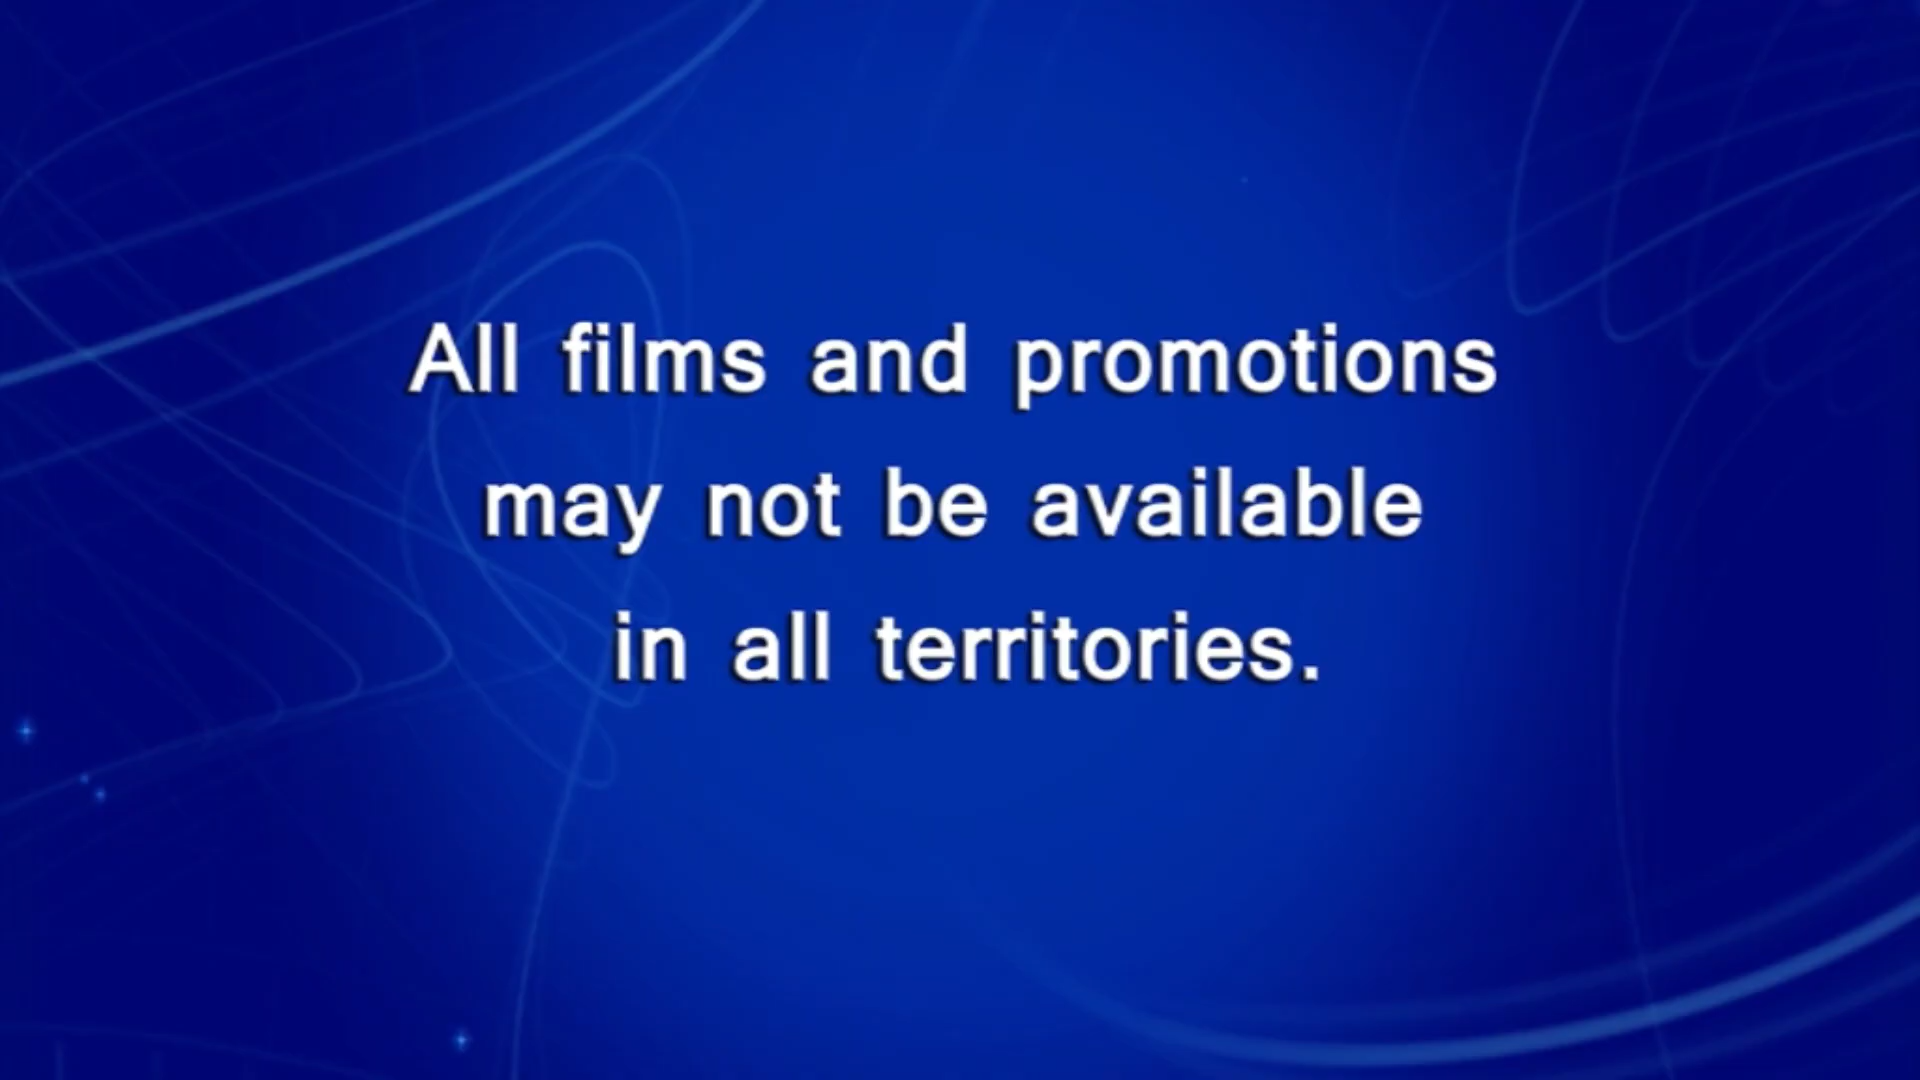 All films and promotions
may not be available
in all territories.